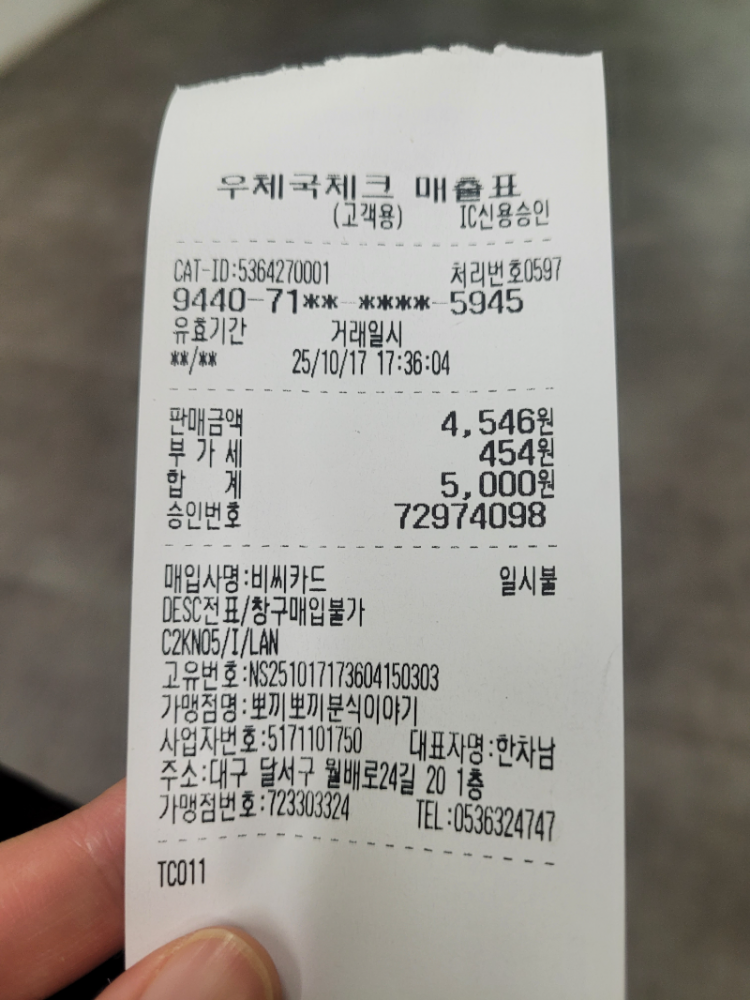 우체국체크 매출표
(고객용) IC신용승인
CAT-ID:5364270001 처리번호0597
9440-71**-****-5945
유효기간 거래일시
**/** 25/10/17 17:36:04
판매금액 4,546원
부 가 세 454원
합 계 5,000원
승인번호 72974098
매입사명:비씨카드 일시불
DESC전표/창구매입불가
C2KN05/I/LAN
고유번호:NS251017173604150303
가맹점명:뽀끼뽀끼분식이야기
사업자번호:5171101750 대표자명:한차남
주소:대구 달서구 월배로24길 20 1층
가맹점번호:723303324 TEL:0536324747
TC011